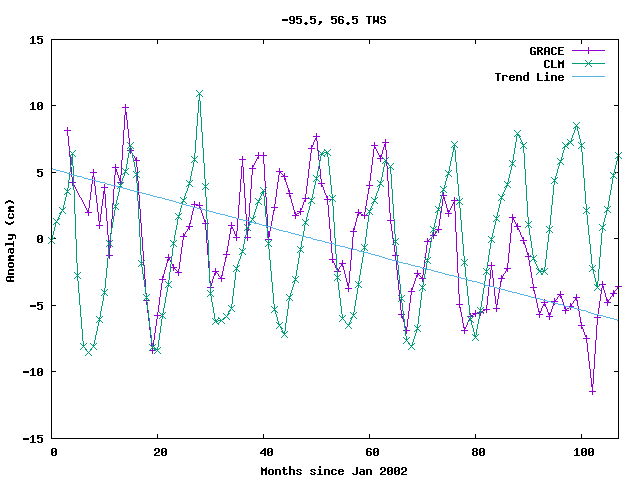 -95.5, 56.5 TWS
GRACE
CLM
Trend Line
15
10
5
0
-5
-10
-15
Anomaly (cm)
0 20 40 60 80 100
Months since Jan 2002